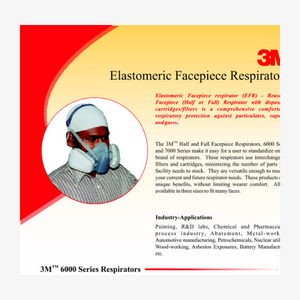 3M
Elastomeric Facepiece Respirato
Elastomeric Facepiece respirator (EFR) - Reus
Facepiece (Half or Full) Respirator with dispos
cartridges/filters is a comprehensive comforta
respiratory protection against particulates, vapo
and gases.
The 3M™ Half and Full Facepiece Respirators, 6000 Se
and 7000 Series make it easy for a user to standardize on
brand of respirators. These respirators use interchange
filters and cartridges, minimizing the number of parts
facility needs to stock. They are versatile enough to mee
your current and future respirator needs. These products
unique benefits, without limiting wearer comfort. All
available in three sizes to fit many faces.
Industry-Applications
Painting, R&D labs, Chemical and Pharmaceu
process industry, Abatement, Metal-work
Automotive manufacturing, Petrochemicals, Nuclear util
Wood-working, Asbestos Exposures, Battery Manufact
etc.
3M™ 6000 Series Respirators